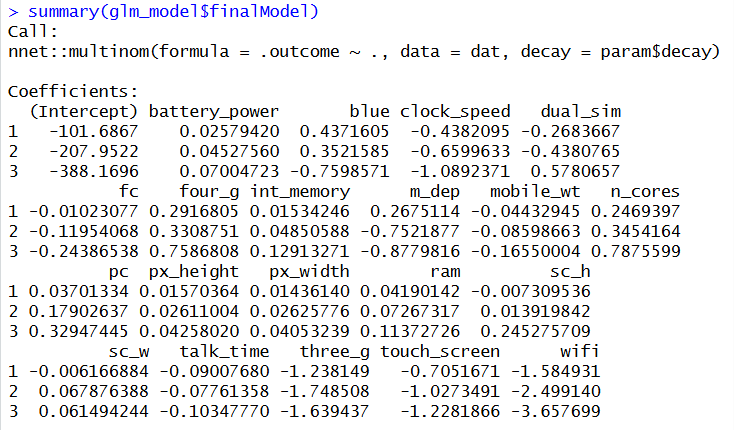 > summary(glm_model$finalModel)
Call:
nnet::multinom(formula = .outcome ~ ., data = dat, decay = param$decay)

Coefficients:
  (Intercept) battery_power      blue clock_speed   dual_sim
1   -101.6867    0.02579420 0.4371605  -0.4382095 -0.2683667
2   -207.9522    0.04527560 0.3521585  -0.6599633 -0.4380765
3   -388.1696    0.07004723 -0.7598571  -1.0892371  0.5780657
           fc    four_g int_memory      m_dep   mobile_wt   n_cores
1 -0.01023077 0.2916805 0.01534246  0.2675114 -0.04432945 0.2469397
2 -0.11954068 0.3308751 0.04850588 -0.7521877 -0.08598663 0.3454164
3 -0.24386538 0.7586808 0.12913271 -0.8779816 -0.16550004 0.7875599
          pc  px_height   px_width        ram         sc_h
1 0.03701334 0.01570364 0.01436140 0.04190142 -0.007309536
2 0.17902637 0.02611004 0.02625776 0.07267317  0.013919842
3 0.32947445 0.04258020 0.04053239 0.11372726  0.245275709
          sc_w   talk_time   three_g touch_screen      wifi
1 -0.006166884 -0.09007680 -1.238149   -0.7051671 -1.584931
2  0.067876388 -0.07761358 -1.748508   -1.0273491 -2.499140
3  0.061494244 -0.10347770 -1.639437   -1.2281866 -3.657699